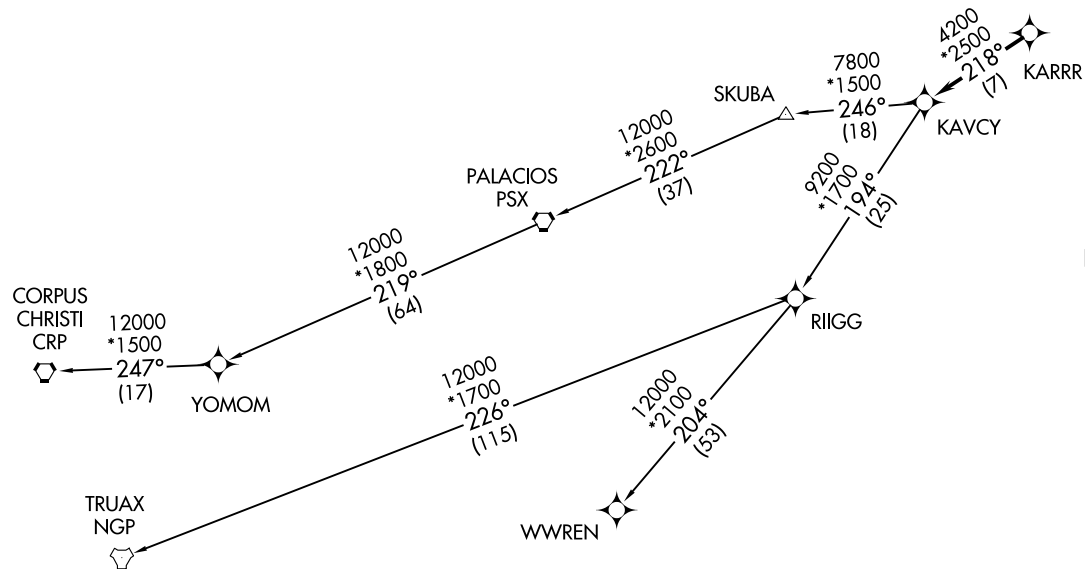 4200
*2500
218°
(7)
KARRR
7800
*1500
246°
(18)
SKUBA
KAVCY
12000
*2600
222°
(37)
9200
*1700
194°
(25)
PALACIOS
PSX
12000
*1800
219°
(64)
RIIGG
CORPUS
CHRISTI
CRP
12000
*1500
247°
(17)
YOMOM
12000
*1700
226°
(115)
12000
*2100
204°
(53)
TRUAX
NGP
WWREN